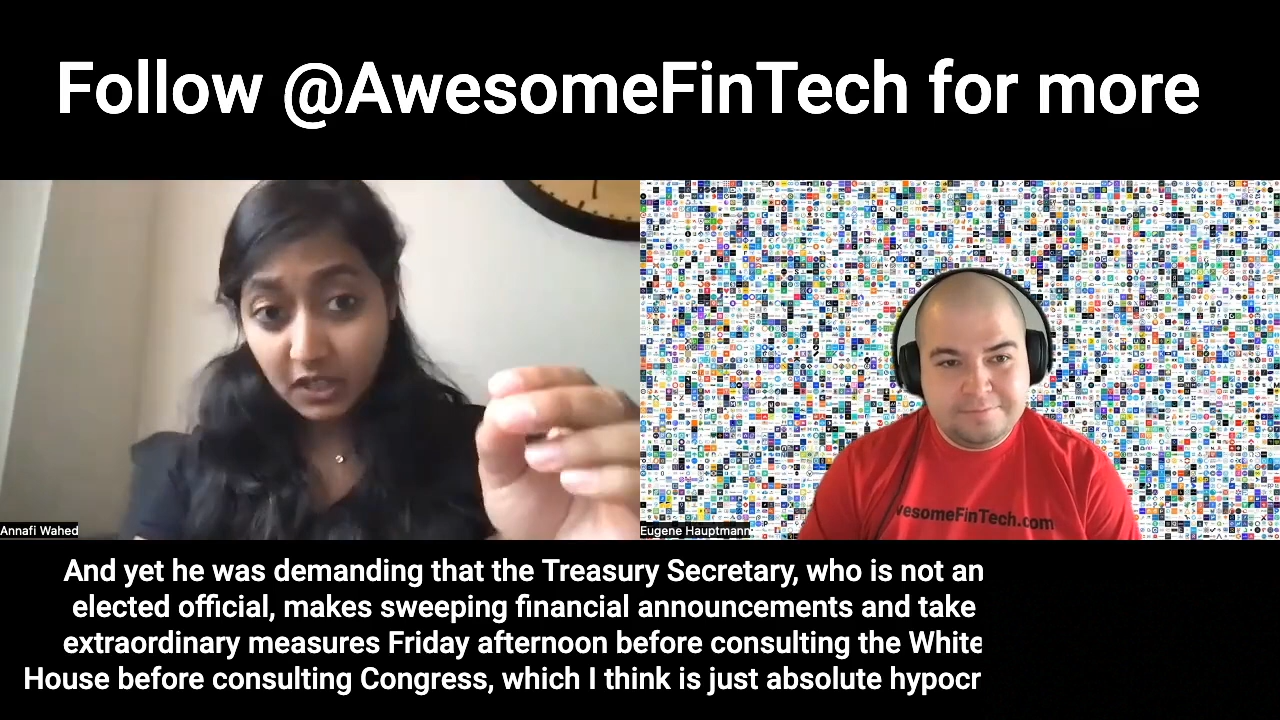 Follow @AwesomeFinTech for more
Annafi Wahed
Eugene Hauptmann
wesomeFinTech.com
And yet he was demanding that the Treasury Secretary, who is not an
elected official, makes sweeping financial announcements and take
extraordinary measures Friday afternoon before consulting the White
House before consulting Congress, which I think is just absolute hypocr